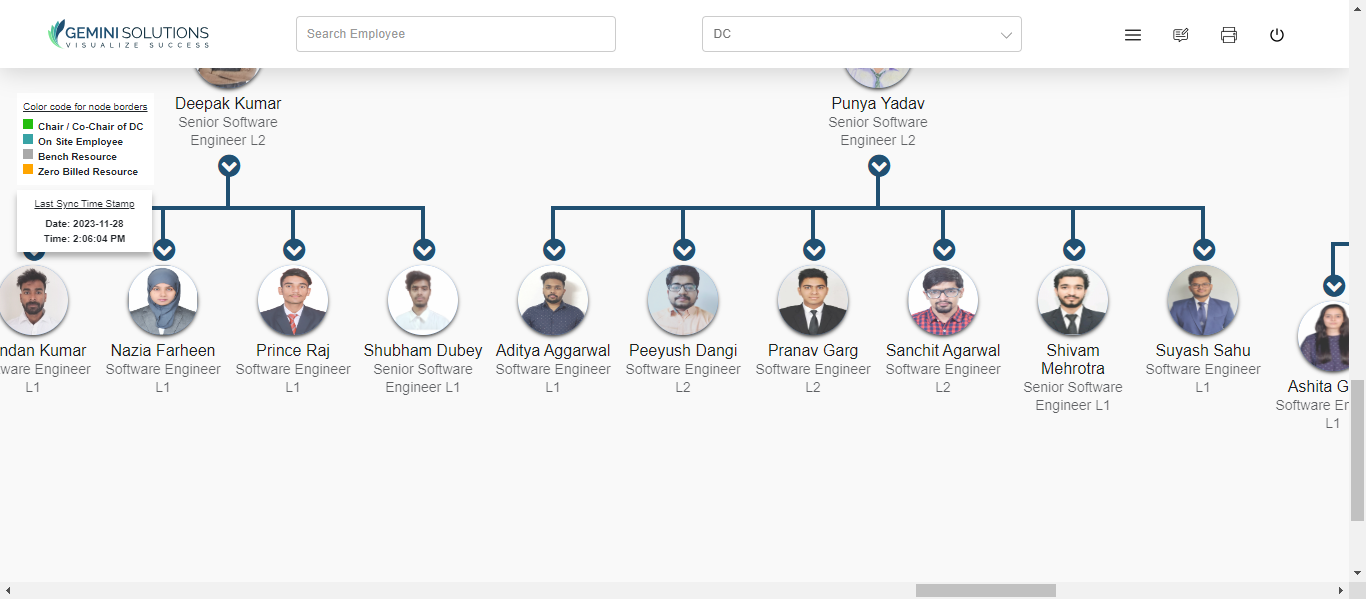 GEMINI SOLUTIONS
VISUALIZE SUCCESS
Search Employee
DC
Color code for node borders
Chair / Co-Chair of DC
On Site Employee
Bench Resource
Zero Billed Resource
Last Sync Time Stamp
Date: 2023-11-28
Time: 2:06:04 PM
Deepak Kumar
Senior Software
Engineer L2
Punya Yadav
Senior Software
Engineer L2
ndan Kumar
ware Engineer
L1
Nazia Farheen
Software Engineer
L1
Prince Raj
Software Engineer
L1
Shubham Dubey
Senior Software
Engineer L1
Aditya Aggarwal
Software Engineer
L1
Peeyush Dangi
Software Engineer
L2
Pranav Garg
Software Engineer
L2
Sanchit Agarwal
Software Engineer
L2
Shivam
Mehrotra
Senior Software
Engineer L1
Suyash Sahu
Software Engineer
L1
Ashita G
Software Er
L1